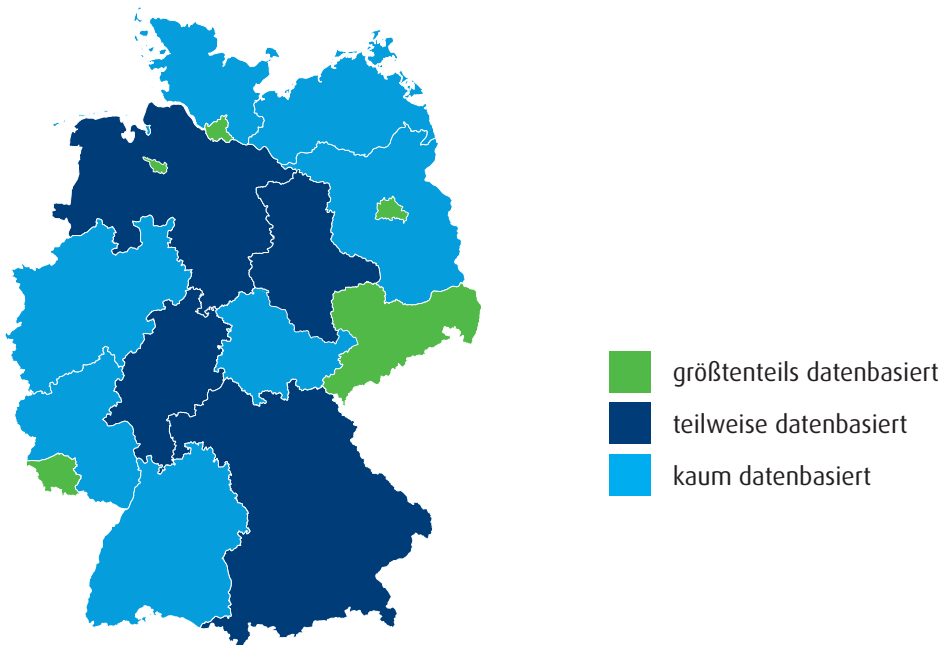 größtenteils datenbasiert
teilweise datenbasiert
kaum datenbasiert